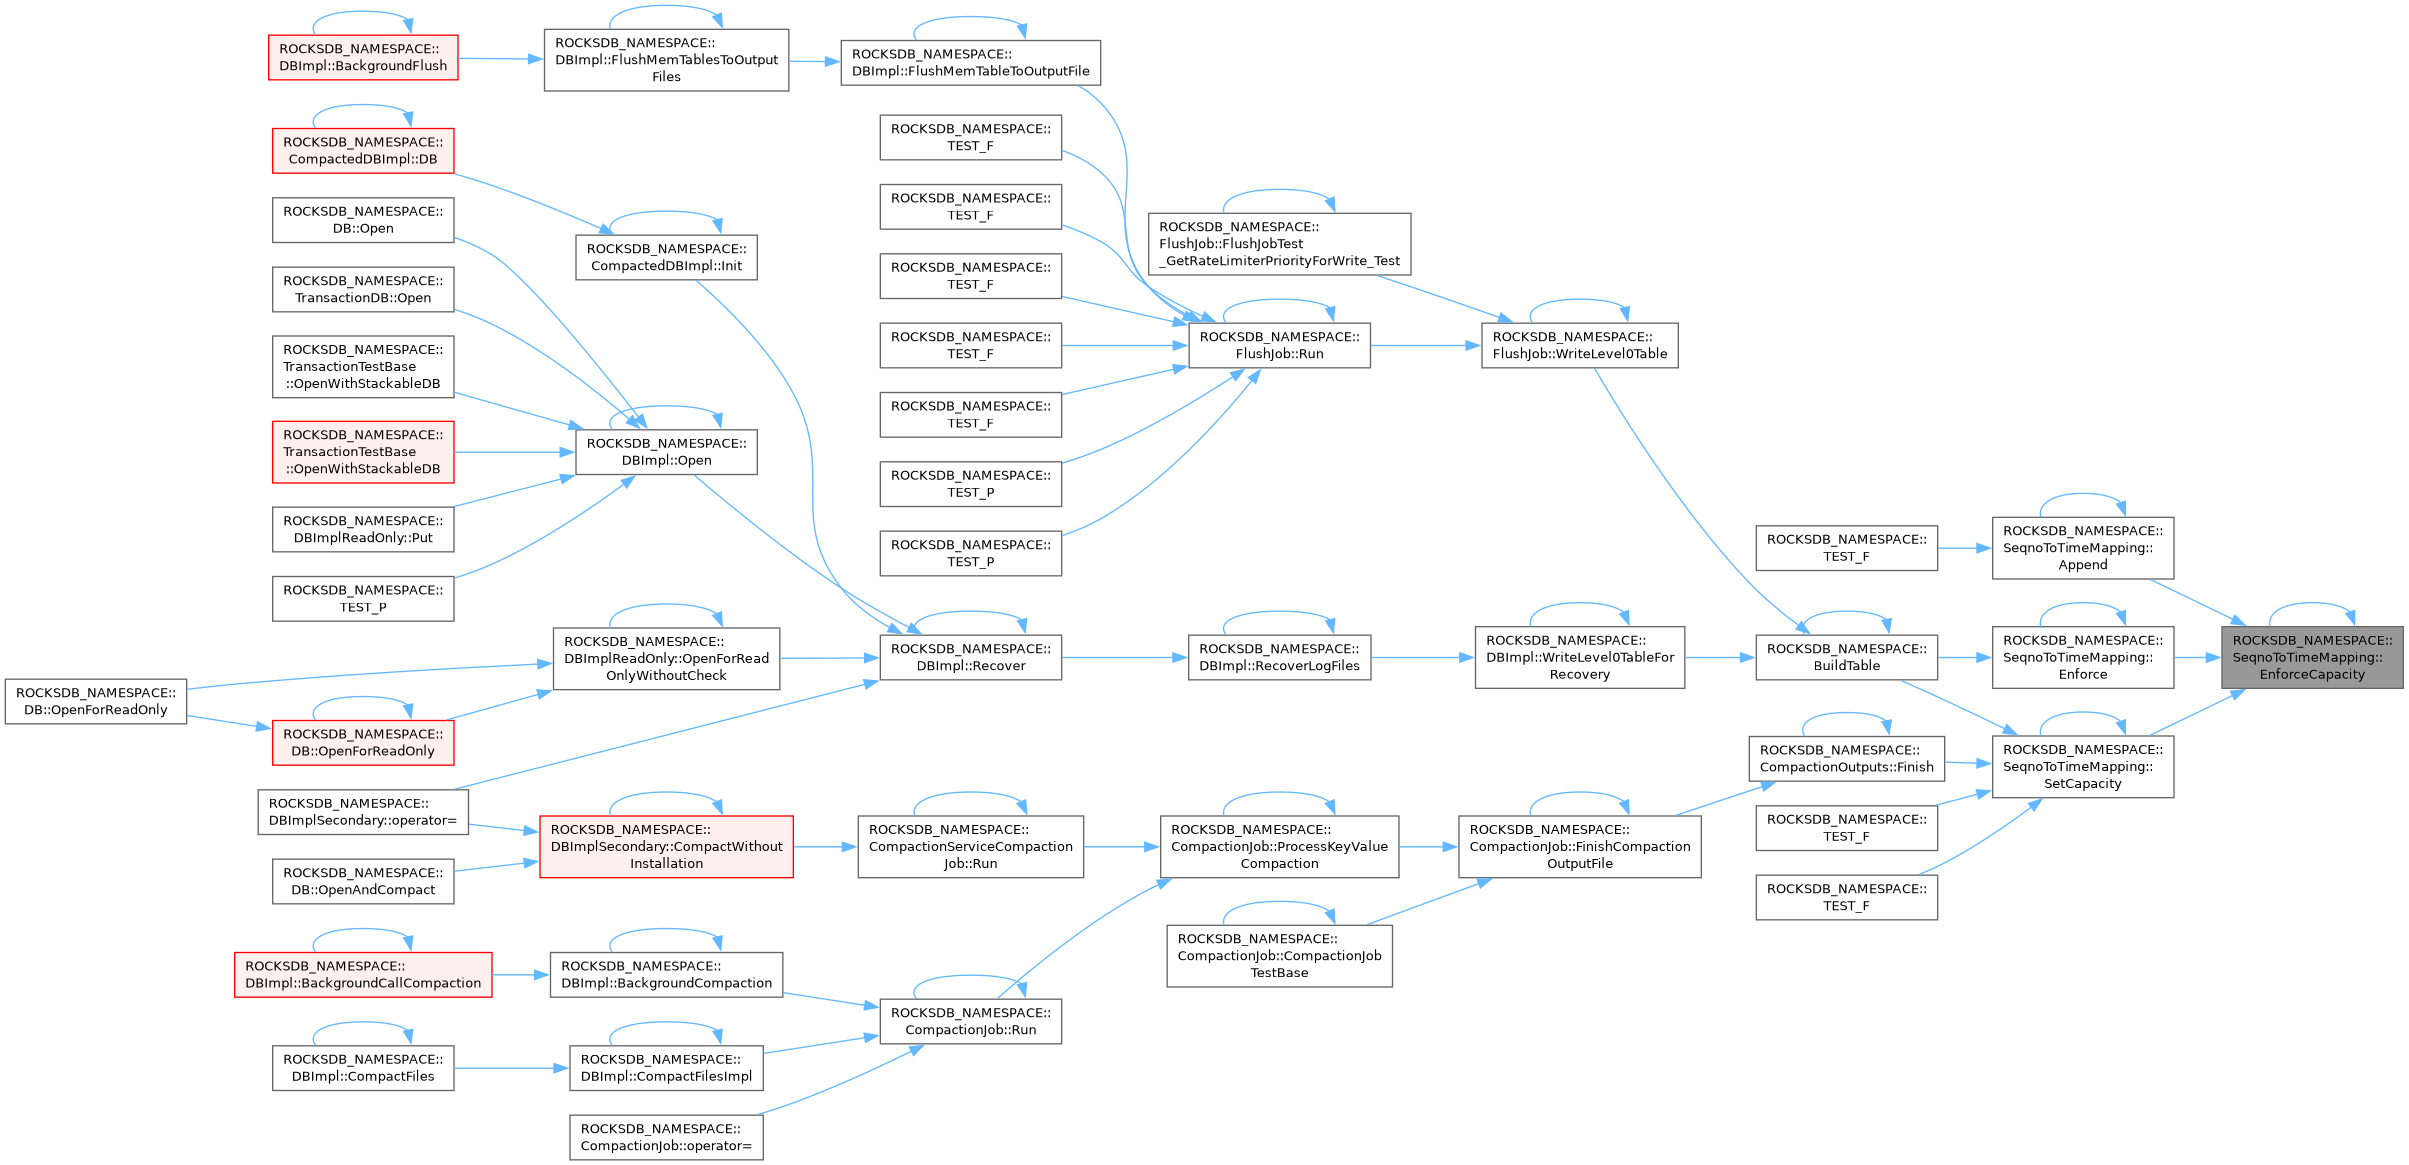 ROCKSDB_NAMESPACE::
DBImpl::BackgroundFlush
ROCKSDB_NAMESPACE::
DBImpl::FlushMemTablesToOutput
Files
ROCKSDB_NAMESPACE::
DBImpl::FlushMemTableToOutputFile
ROCKSDB_NAMESPACE::
CompactedDBImpl::DB
ROCKSDB_NAMESPACE::
DB::Open
ROCKSDB_NAMESPACE::
TransactionDB::Open
ROCKSDB_NAMESPACE::
TransactionTestBase
::OpenWithStackableDB
ROCKSDB_NAMESPACE::
TransactionTestBase
::OpenWithStackableDB
ROCKSDB_NAMESPACE::
DBImplReadOnly::Put
ROCKSDB_NAMESPACE::
TEST_P
ROCKSDB_NAMESPACE::
CompactedDBImpl::Init
ROCKSDB_NAMESPACE::
DBImpl::Open
ROCKSDB_NAMESPACE::
TEST_F
ROCKSDB_NAMESPACE::
TEST_F
ROCKSDB_NAMESPACE::
TEST_F
ROCKSDB_NAMESPACE::
TEST_F
ROCKSDB_NAMESPACE::
TEST_F
ROCKSDB_NAMESPACE::
TEST_P
ROCKSDB_NAMESPACE::
TEST_P
ROCKSDB_NAMESPACE::
FlushJob::FlushJobTest
_GetRateLimiterPriorityForWrite_Test
ROCKSDB_NAMESPACE::
FlushJob::Run
ROCKSDB_NAMESPACE::
FlushJob::WriteLevel0Table
ROCKSDB_NAMESPACE::
TEST_F
ROCKSDB_NAMESPACE::
SeqnoToTimeMapping::
Append
ROCKSDB_NAMESPACE::
DB::OpenForReadOnly
ROCKSDB_NAMESPACE::
DB::OpenForReadOnly
ROCKSDB_NAMESPACE::
DBImplReadOnly::OpenForRead
OnlyWithoutCheck
ROCKSDB_NAMESPACE::
DBImpl::Recover
ROCKSDB_NAMESPACE::
DBImpl::RecoverLogFiles
ROCKSDB_NAMESPACE::
DBImpl::WriteLevel0TableFor
Recovery
ROCKSDB_NAMESPACE::
BuildTable
ROCKSDB_NAMESPACE::
SeqnoToTimeMapping::
Enforce
ROCKSDB_NAMESPACE::
SeqnoToTimeMapping::
EnforceCapacity
ROCKSDB_NAMESPACE::
CompactionOutputs::Finish
ROCKSDB_NAMESPACE::
SeqnoToTimeMapping::
SetCapacity
ROCKSDB_NAMESPACE::
TEST_F
ROCKSDB_NAMESPACE::
TEST_F
ROCKSDB_NAMESPACE::
DBImplSecondary::operator=
ROCKSDB_NAMESPACE::
DB::OpenAndCompact
ROCKSDB_NAMESPACE::
DBImplSecondary::CompactWithout
Installation
ROCKSDB_NAMESPACE::
CompactionServiceCompaction
Job::Run
ROCKSDB_NAMESPACE::
CompactionJob::ProcessKeyValue
Compaction
ROCKSDB_NAMESPACE::
CompactionJob::FinishCompaction
OutputFile
ROCKSDB_NAMESPACE::
CompactionJob::CompactionJob
TestBase
ROCKSDB_NAMESPACE::
DBImpl::BackgroundCallCompaction
ROCKSDB_NAMESPACE::
DBImpl::BackgroundCompaction
ROCKSDB_NAMESPACE::
CompactionJob::Run
ROCKSDB_NAMESPACE::
DBImpl::CompactFiles
ROCKSDB_NAMESPACE::
DBImpl::CompactFilesImpl
ROCKSDB_NAMESPACE::
CompactionJob::operator=